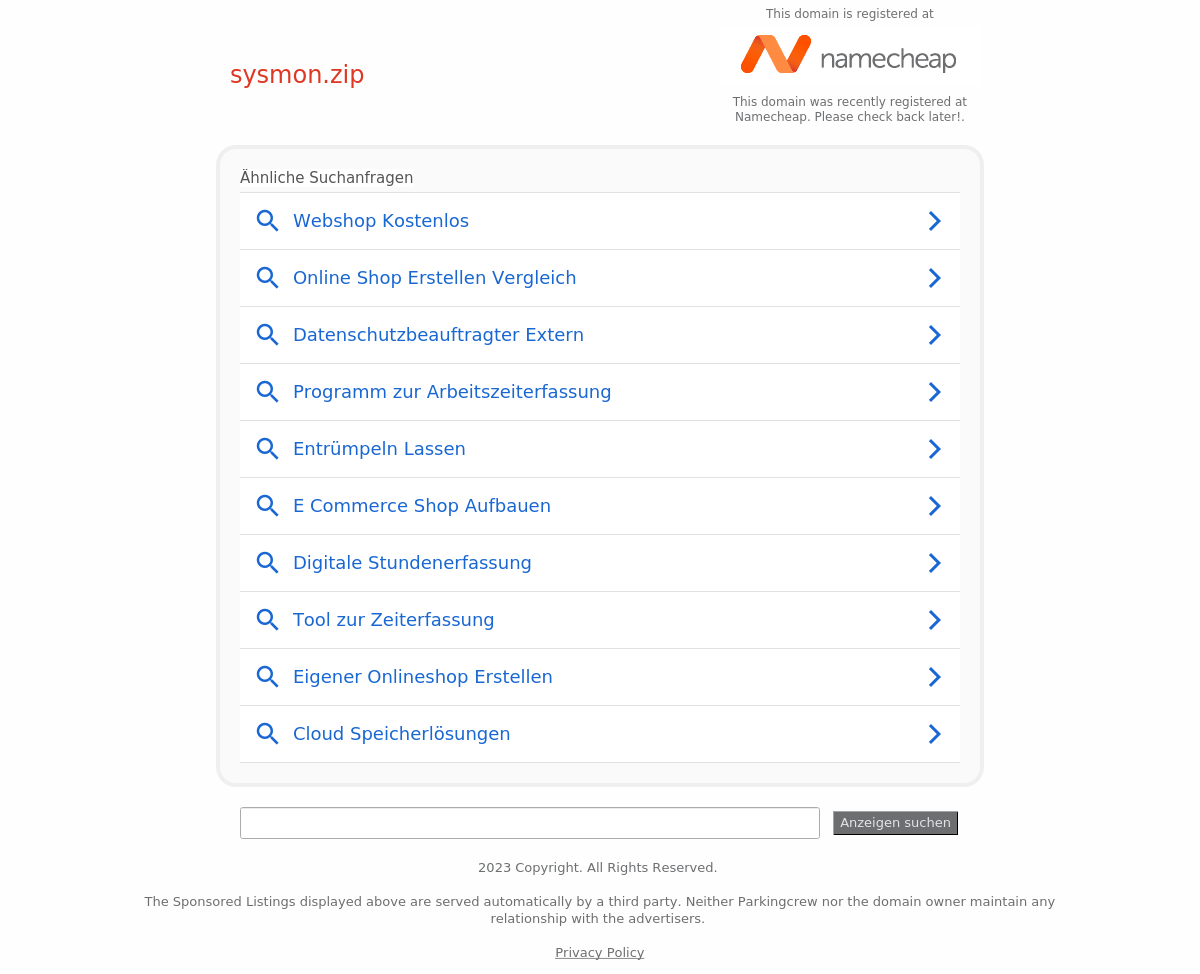 This domain is registered at
namecheap
sysmon.zip
This domain was recently registered at
Namecheap. Please check back later!.
Ähnliche Suchanfragen
Webshop Kostenlos
Online Shop Erstellen Vergleich
Datenschutzbeauftragter Extern
Programm zur Arbeitszeiterfassung
Entrümpeln Lassen
E Commerce Shop Aufbauen
Digitale Stundenerfassung
Tool zur Zeiterfassung
Eigener Onlineshop Erstellen
Cloud Speicherlösungen
Anzeigen suchen
2023 Copyright. All Rights Reserved.
The Sponsored Listings displayed above are served automatically by a third party. Neither Parkingcrew nor the domain owner maintain any
relationship with the advertisers.
Privacy Policy